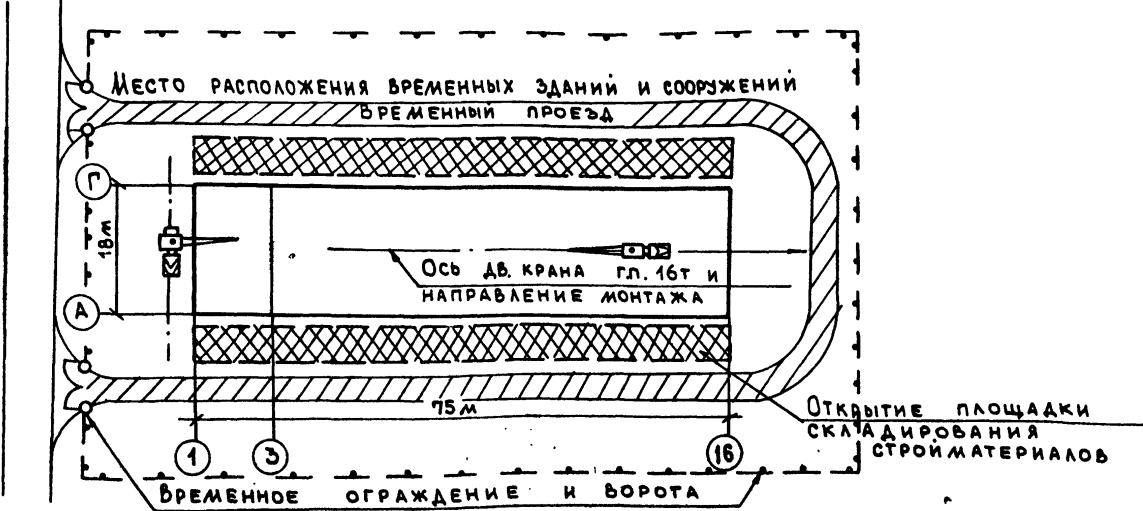 Место расположения временных зданий и сооружений
Временный проезд
Г
18м
Ось дв. крана г.п. 16т и
направление монтажа
А
75м
Открытие площадки
складирования
стройматериалов
1
3
16
Временное ограждение и ворота